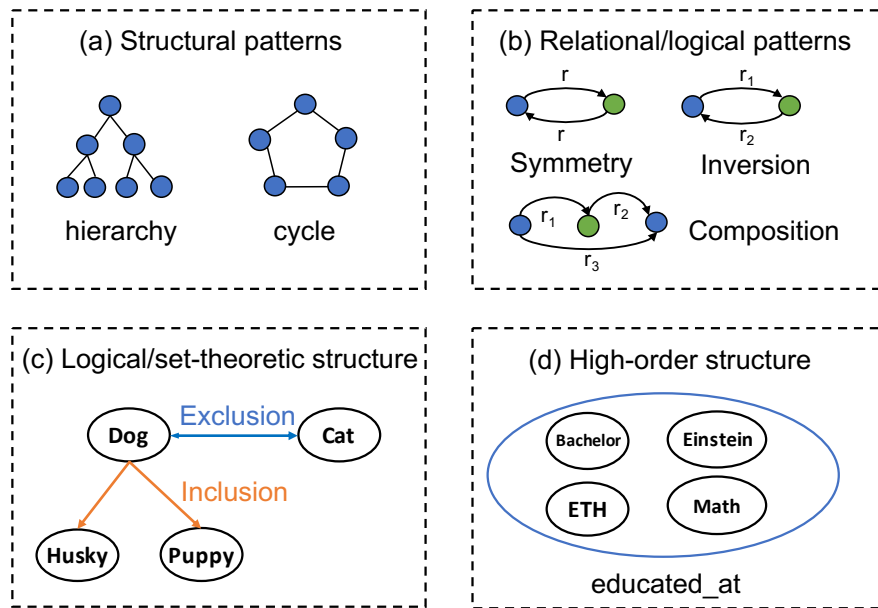 (a) Structural patterns
hierarchy
cycle
(b) Relational/logical patterns
r
r
Symmetry
r₁
r₂
Inversion
r₁
r₂
r₃
Composition
(c) Logical/set-theoretic structure
Dog
Exclusion
Cat
Inclusion
Husky
Puppy
(d) High-order structure
Bachelor
Einstein
ETH
Math
educated_at